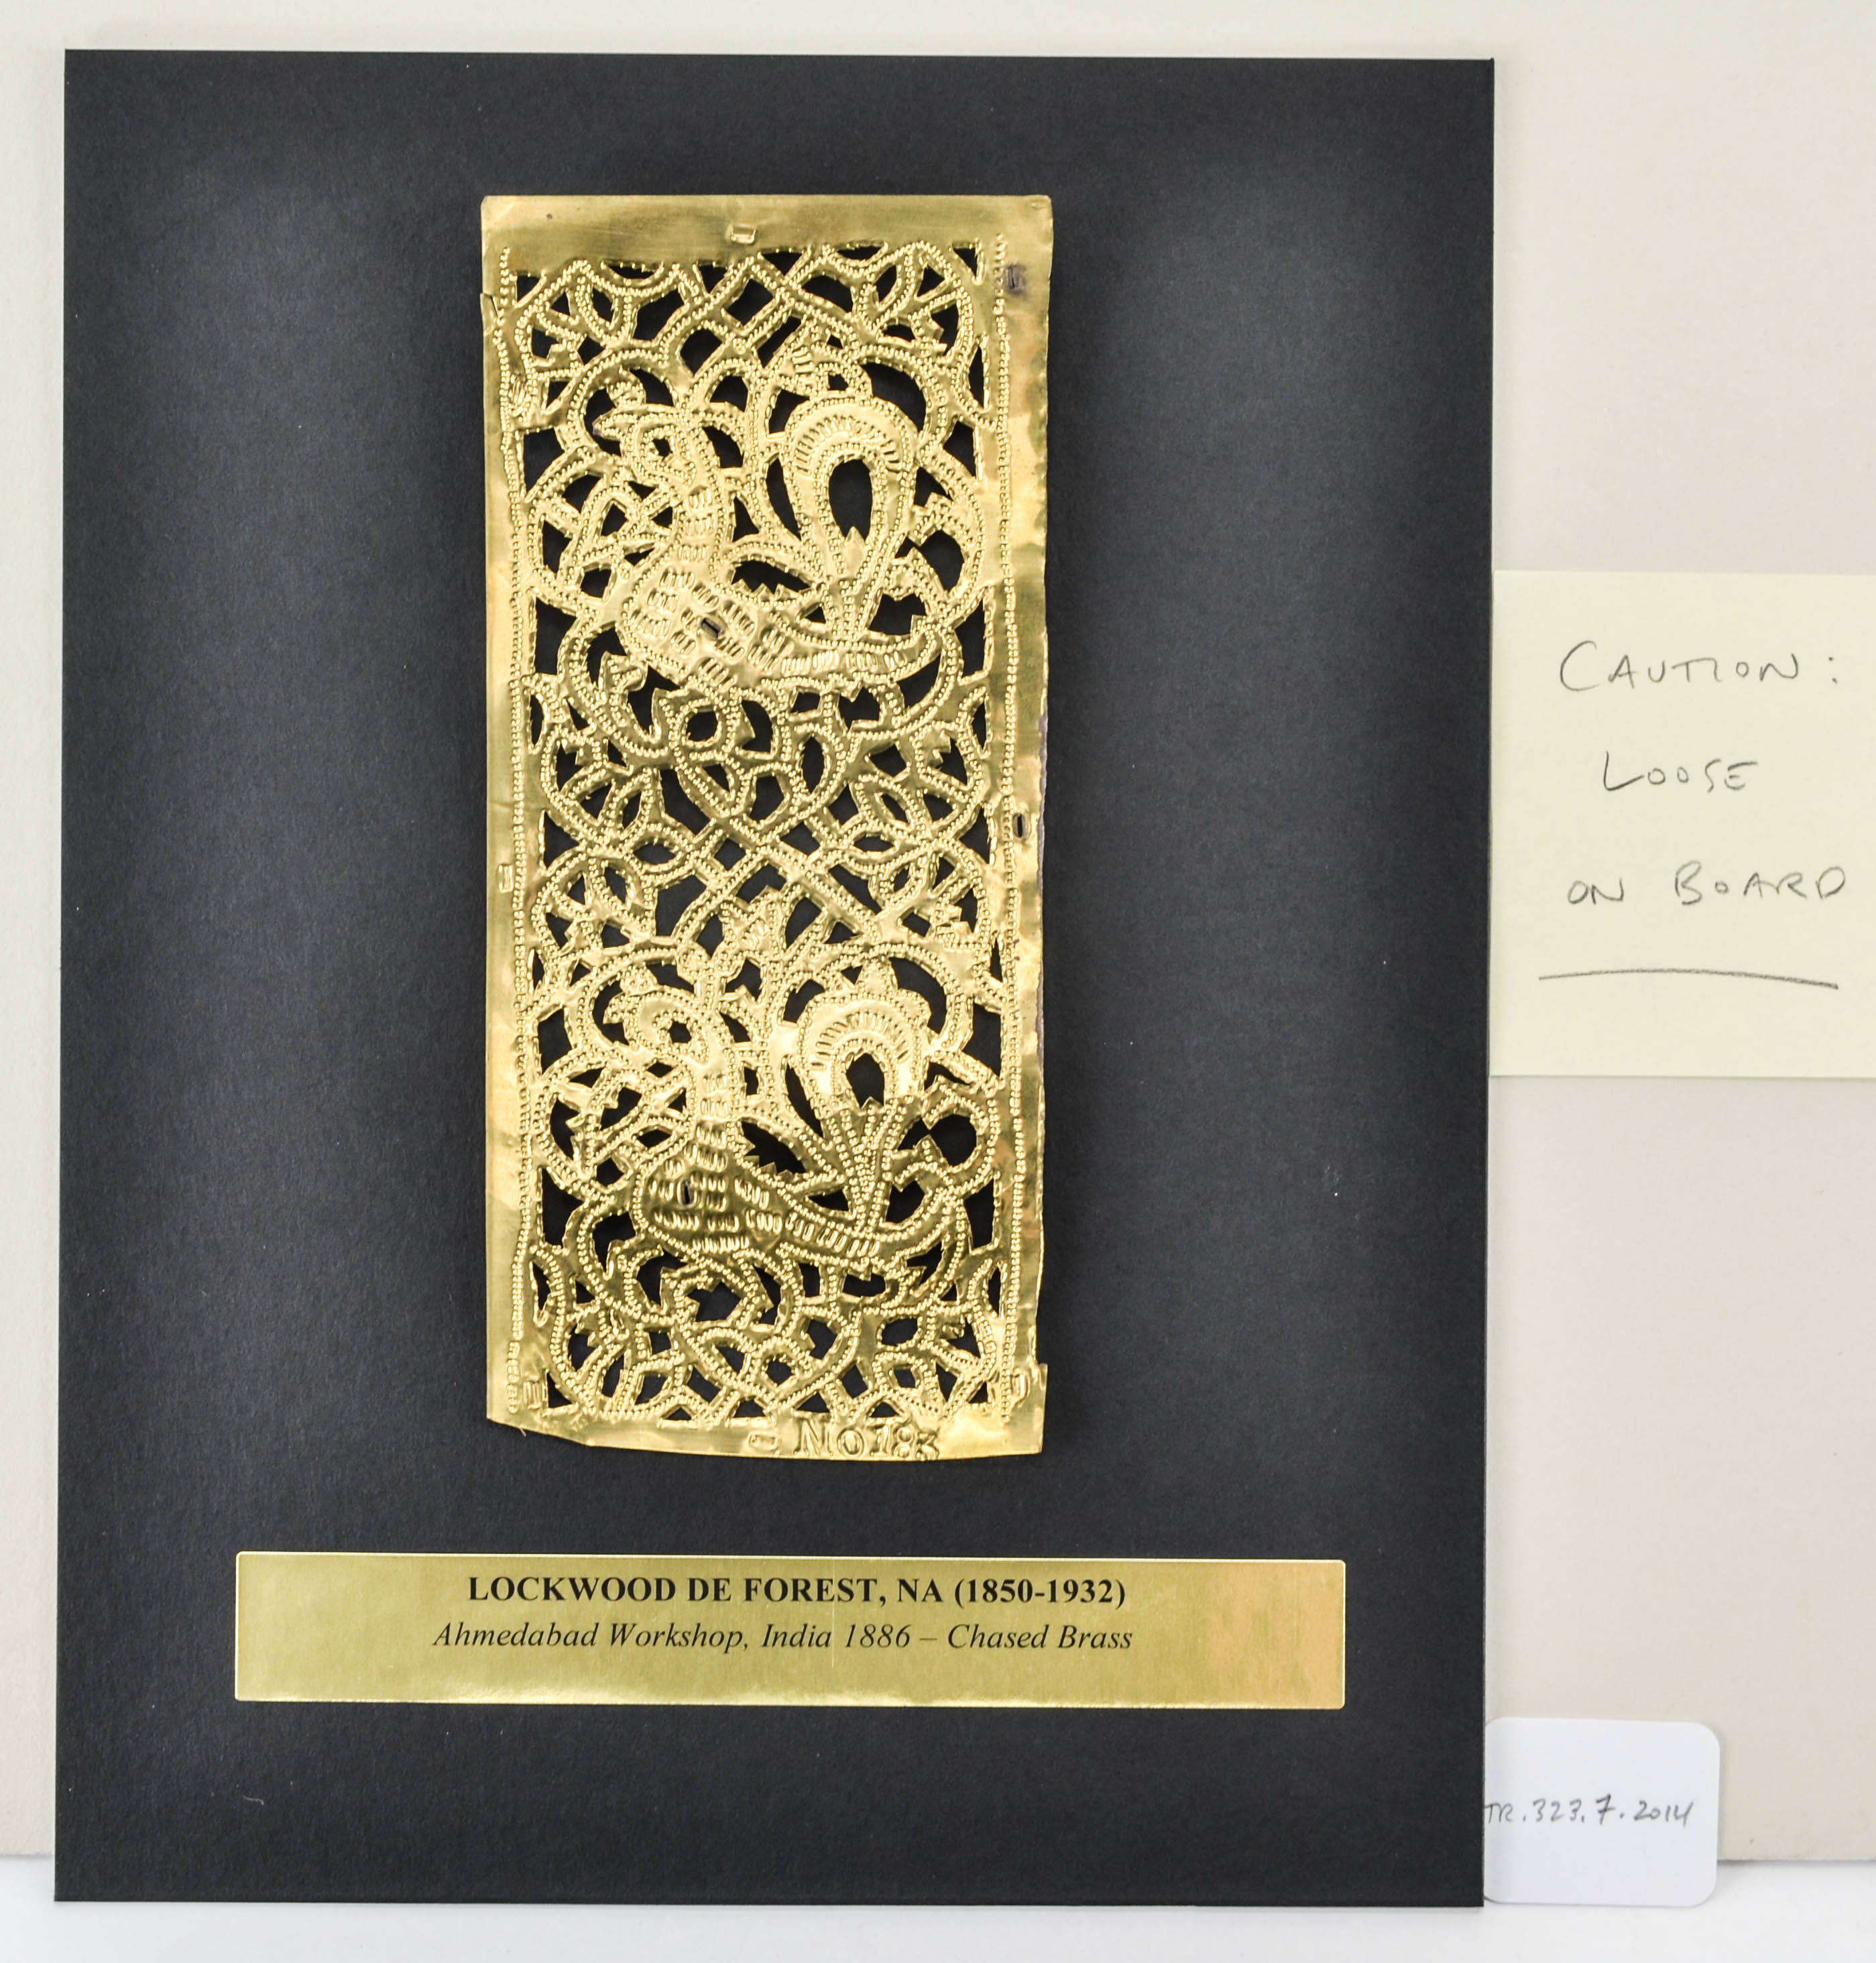 CAUTION:
LOOSE
ON BOARD
No 183
LOCKWOOD DE FOREST, NA (1850-1932)
Ahmedabad Workshop, India 1886 – Chased Brass
TR.323.7.2014